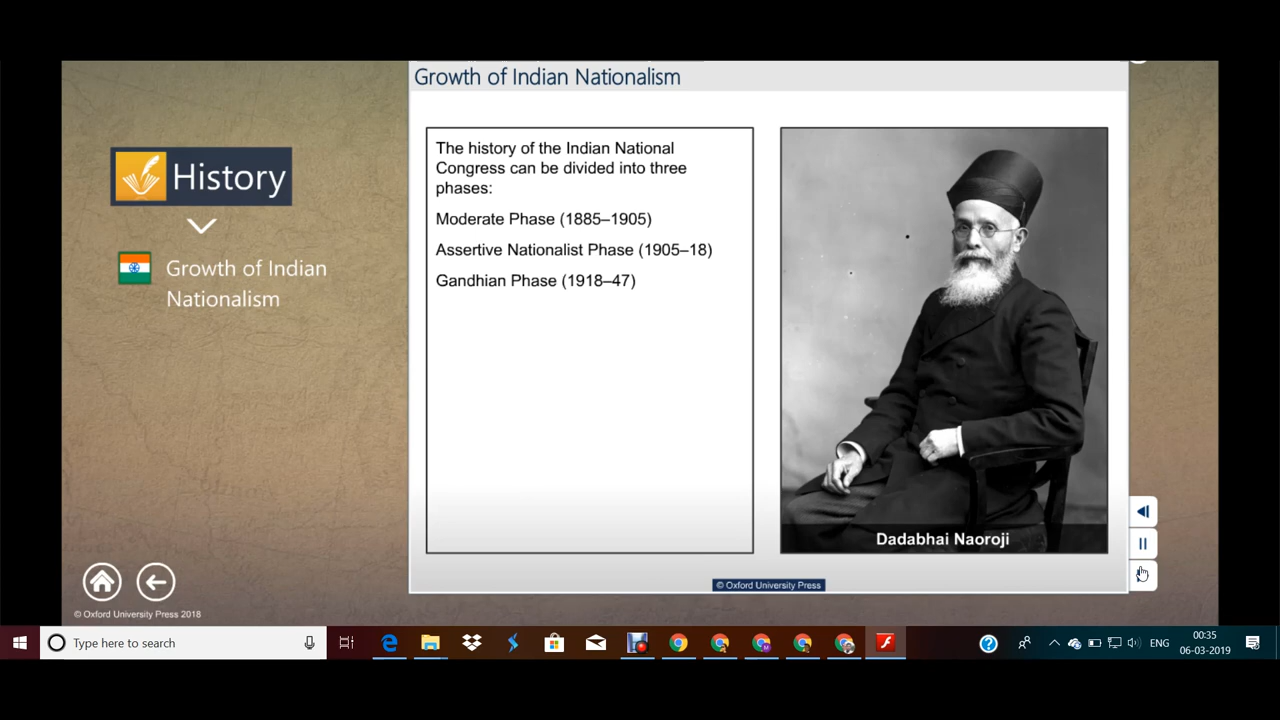 Growth of Indian Nationalism
History
Growth of Indian
Nationalism
The history of the Indian National
Congress can be divided into three
phases:
Moderate Phase (1885–1905)
Assertive Nationalist Phase (1905–18)
Gandhian Phase (1918–47)
Dadabhai Naoroji
© Oxford University Press
© Oxford University Press 2018
Type here to search
ENG
00:35
06-03-2019